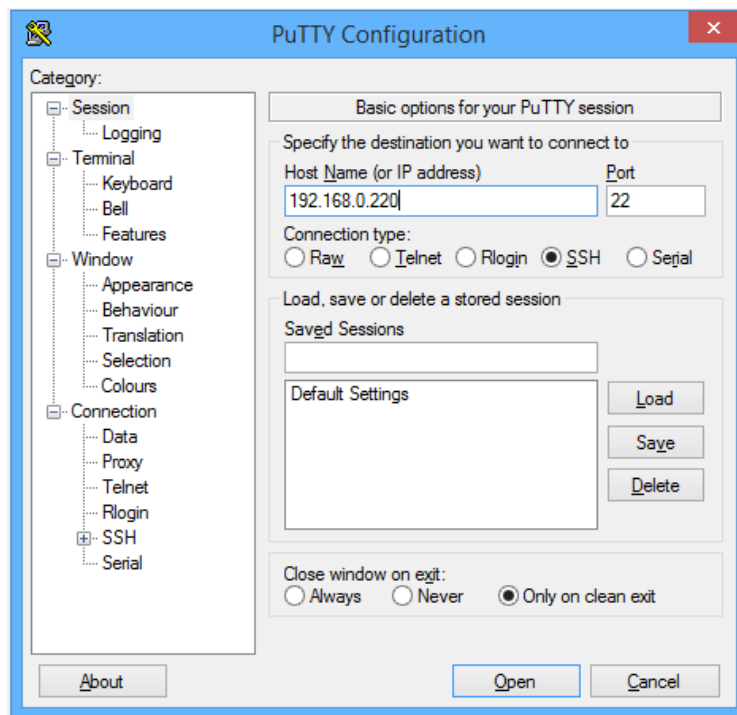 PuTTY Configuration
Category:
Session
Logging
Terminal
Keyboard
Bell
Features
Window
Appearance
Behaviour
Translation
Selection
Colours
Connection
Data
Proxy
Telnet
Rlogin
SSH
Serial
Basic options for your PuTTY session
Specify the destination you want to connect to
Host Name (or IP address) Port
192.168.0.220 22
Connection type:
Raw Telnet Rlogin SSH Serial
Load, save or delete a stored session
Saved Sessions
Default Settings
Load
Save
Delete
Close window on exit:
Always Never Only on clean exit
About Open Cancel